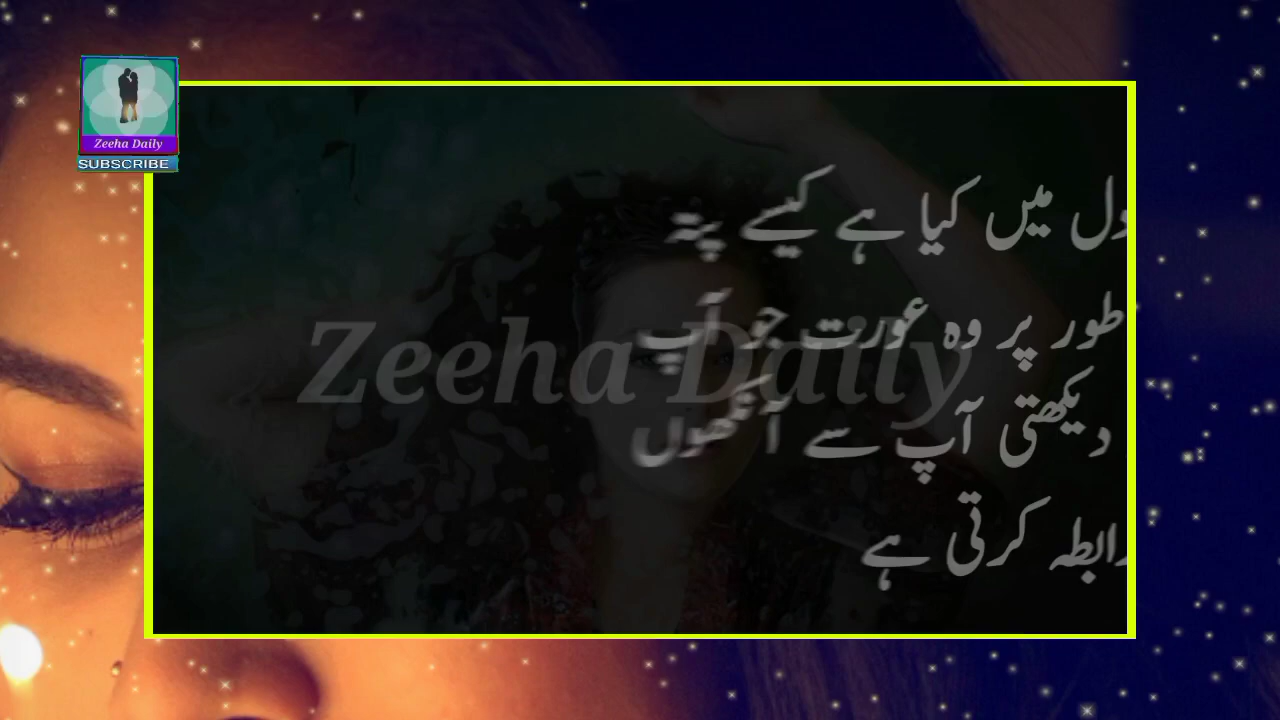 Zeeha Daily
SUBSCRIBE
دل میں کیا ہے کیسے پتہ
طور پر وہ عورت جو آپ
Zeeha Daily
دیکھتی آپ سے آنکھوں
رابطہ کرتی ہے